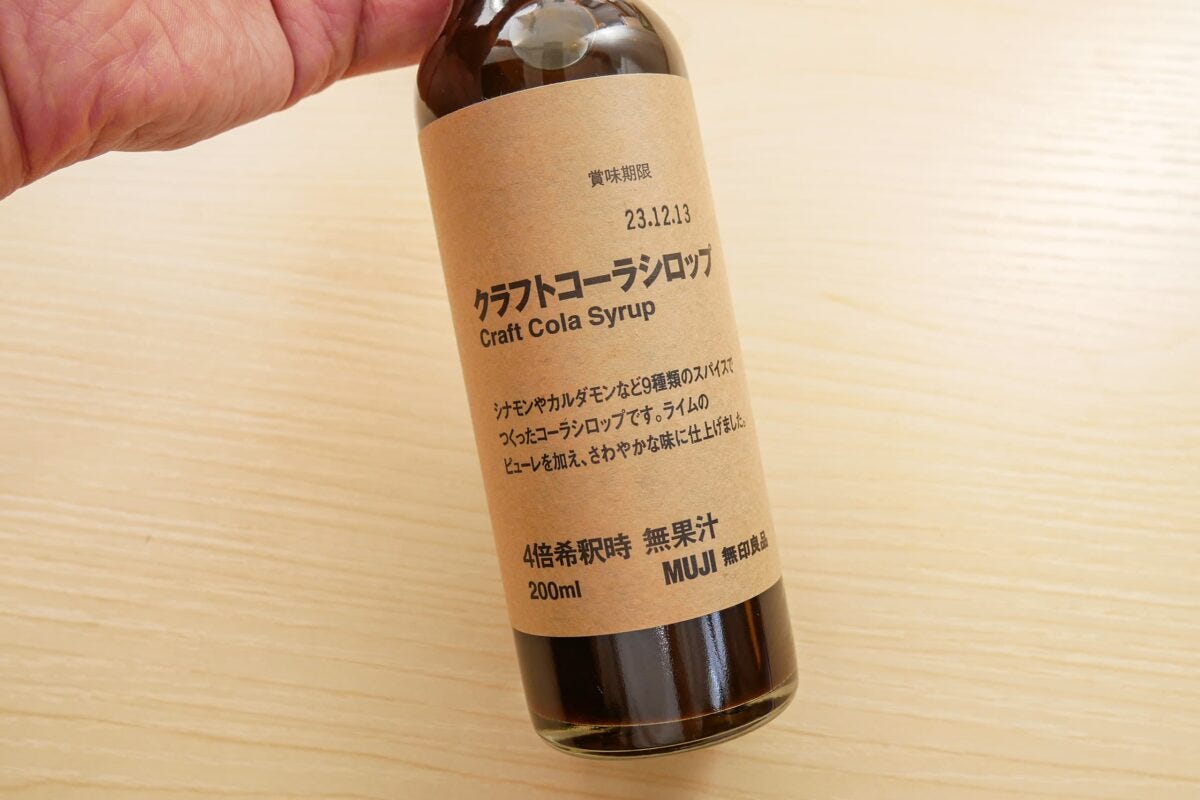 賞味期限
23.12.13
クラフトコーラシロップ
Craft Cola Syrup
シナモンやカルダモンなど9種類のスパイスで
つくったコーラシロップです。ライムの
ピューレを加え、さわやかな味に仕上げました。
4倍希釈時 無果汁
200ml
MUJI 無印良品